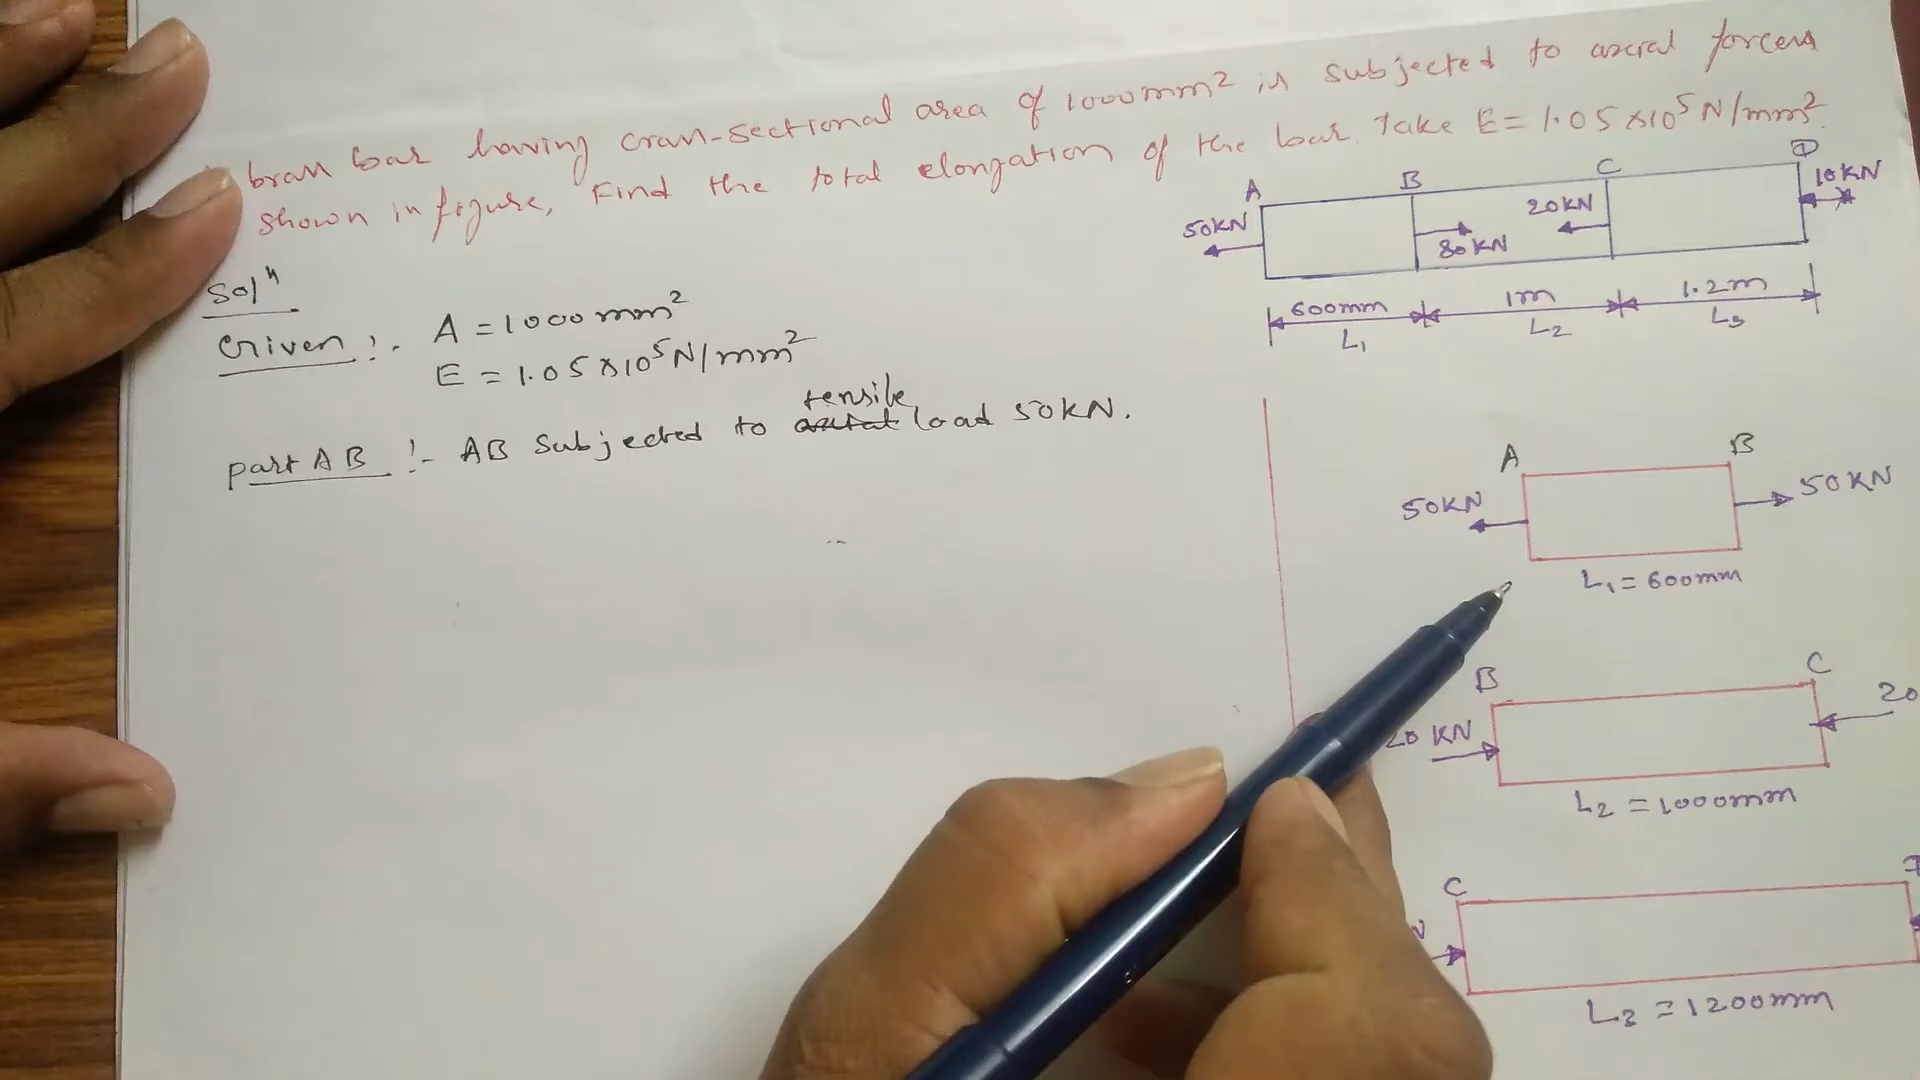 brass bar having cross-sectional area of 1000mm² is subjected to axial forces
shown in figure, Find the total elongation of the bar. Take E = 1.05×10⁵ N/mm².
A B C D
50KN 80KN 20KN 10KN
600mm 1m 1.2m
L₁ L₂ L₃
Solⁿ
Given :- A = 1000mm²
E = 1.05×10⁵ N/mm²
part AB :- AB Subjected to tensile load 50KN.
A B
50KN 50KN
L₁ = 600mm
B C
20 KN 20
L₂ = 1000mm
C
L₃ = 1200mm